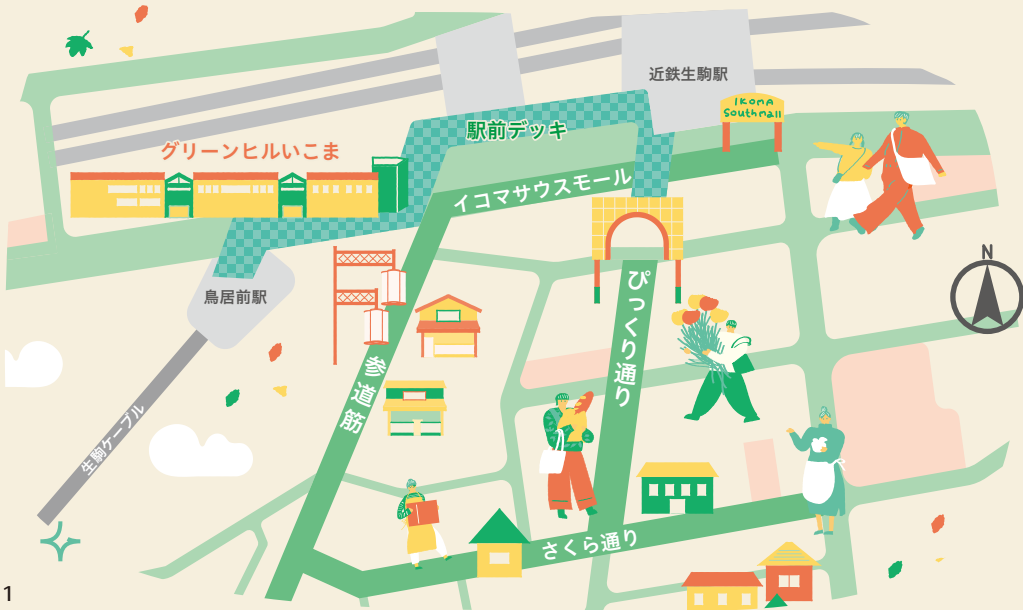 近鉄生駒駅
IKOMA
Southmall
駅前デッキ
グリーンヒルいこま
イコマサウスモール
鳥居前駅
ぴっくり通り
参道筋
生駒ケーブル
さくら通り
N
1